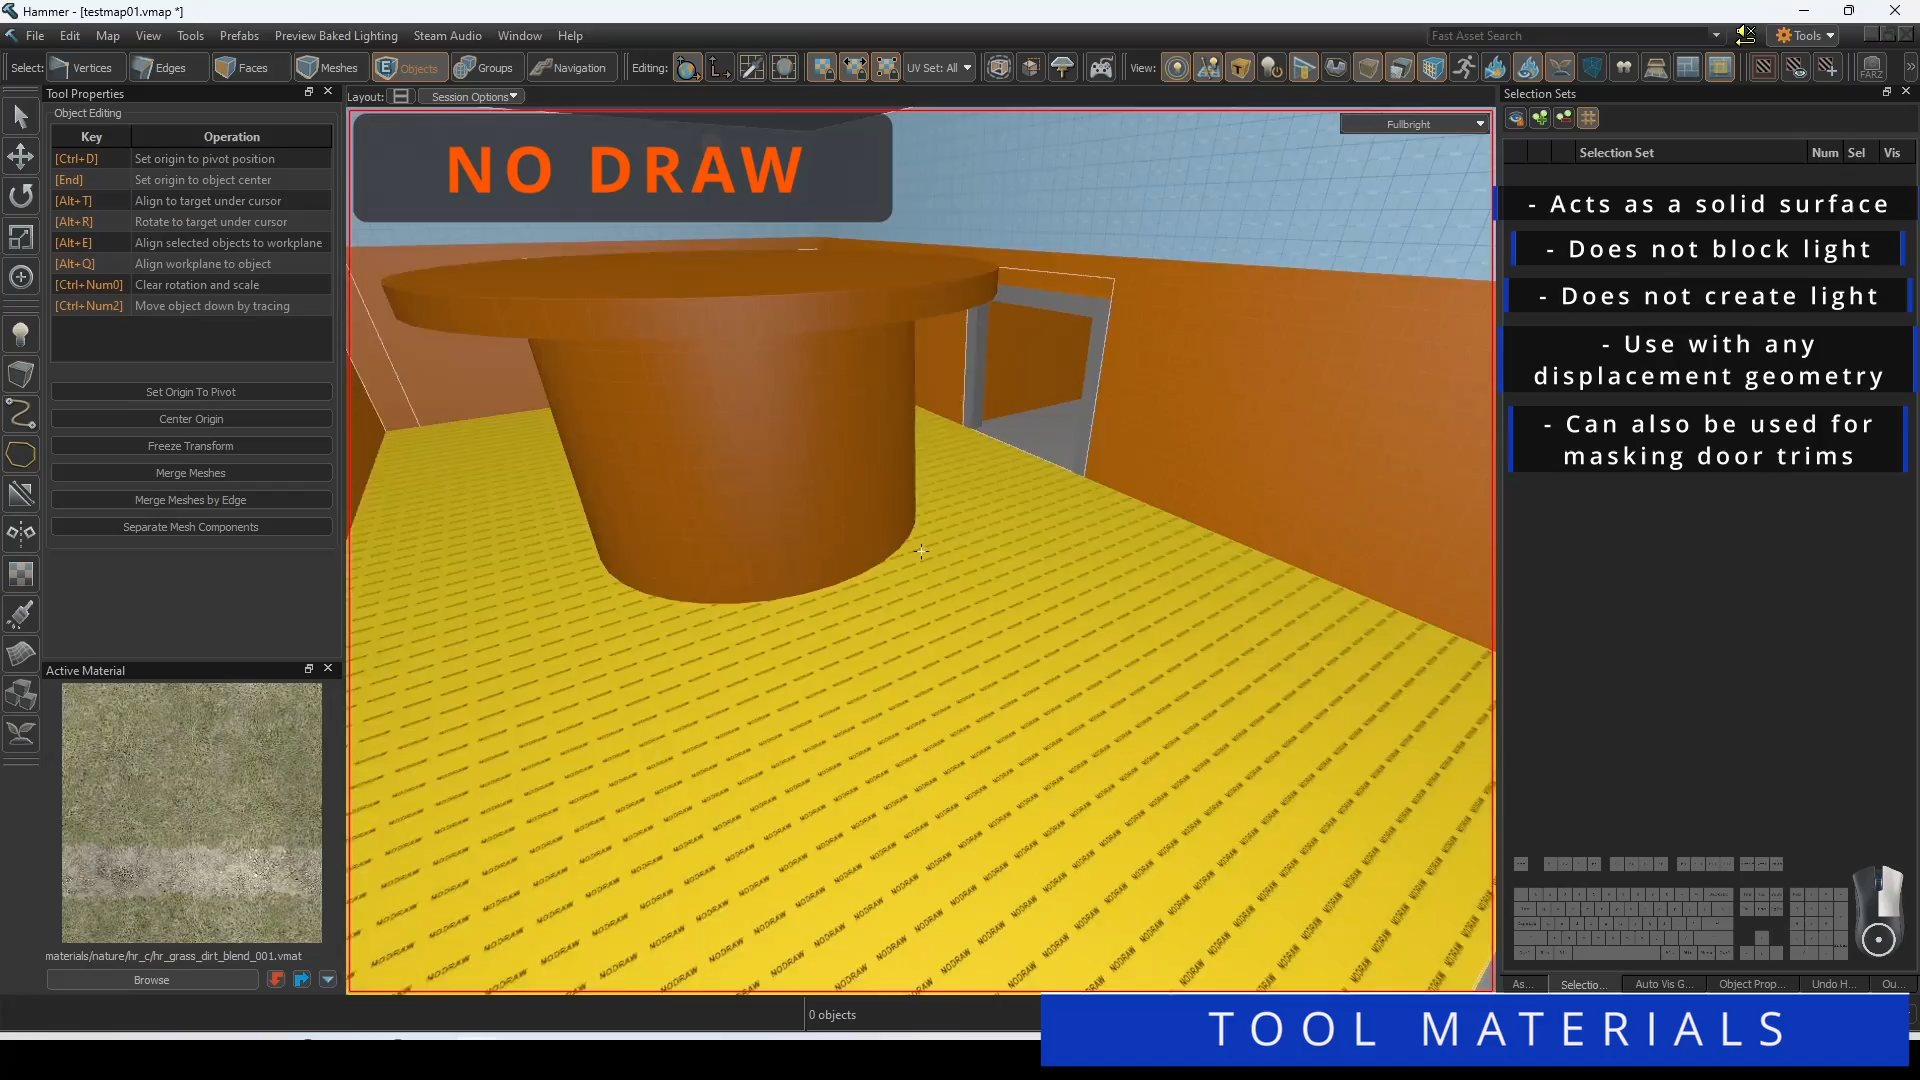 Hammer - [testmap01.vmap *]
File Edit Map View Tools Prefabs Preview Baked Lighting Steam Audio Window Help
Fast Asset Search
Tools
Select: Vertices Edges Faces Meshes Objects Groups Navigation Editing: UV Set: All View:
FARZ
Tool Properties
Layout: Session Options
Selection Sets
Object Editing
Key Operation
[Ctrl+D] Set origin to pivot position
[End] Set origin to object center
[Alt+T] Align to target under cursor
[Alt+R] Rotate to target under cursor
[Alt+E] Align selected objects to workplane
[Alt+Q] Align workplane to object
[Ctrl+Num0] Clear rotation and scale
[Ctrl+Num2] Move object down by tracing
Set Origin To Pivot
Center Origin
Freeze Transform
Merge Meshes
Merge Meshes by Edge
Separate Mesh Components
Active Material
materials/nature/hr_c/hr_grass_dirt_blend_001.vmat
Browse
NO DRAW
Fullbright
NODRAW
Selection Set Num Sel Vis
- Acts as a solid surface
- Does not block light
- Does not create light
- Use with any
displacement geometry
- Can also be used for
masking door trims
As... Selectio... Auto Vis G... Object Prop... Undo H... Ou...
0 objects
TOOL MATERIALS